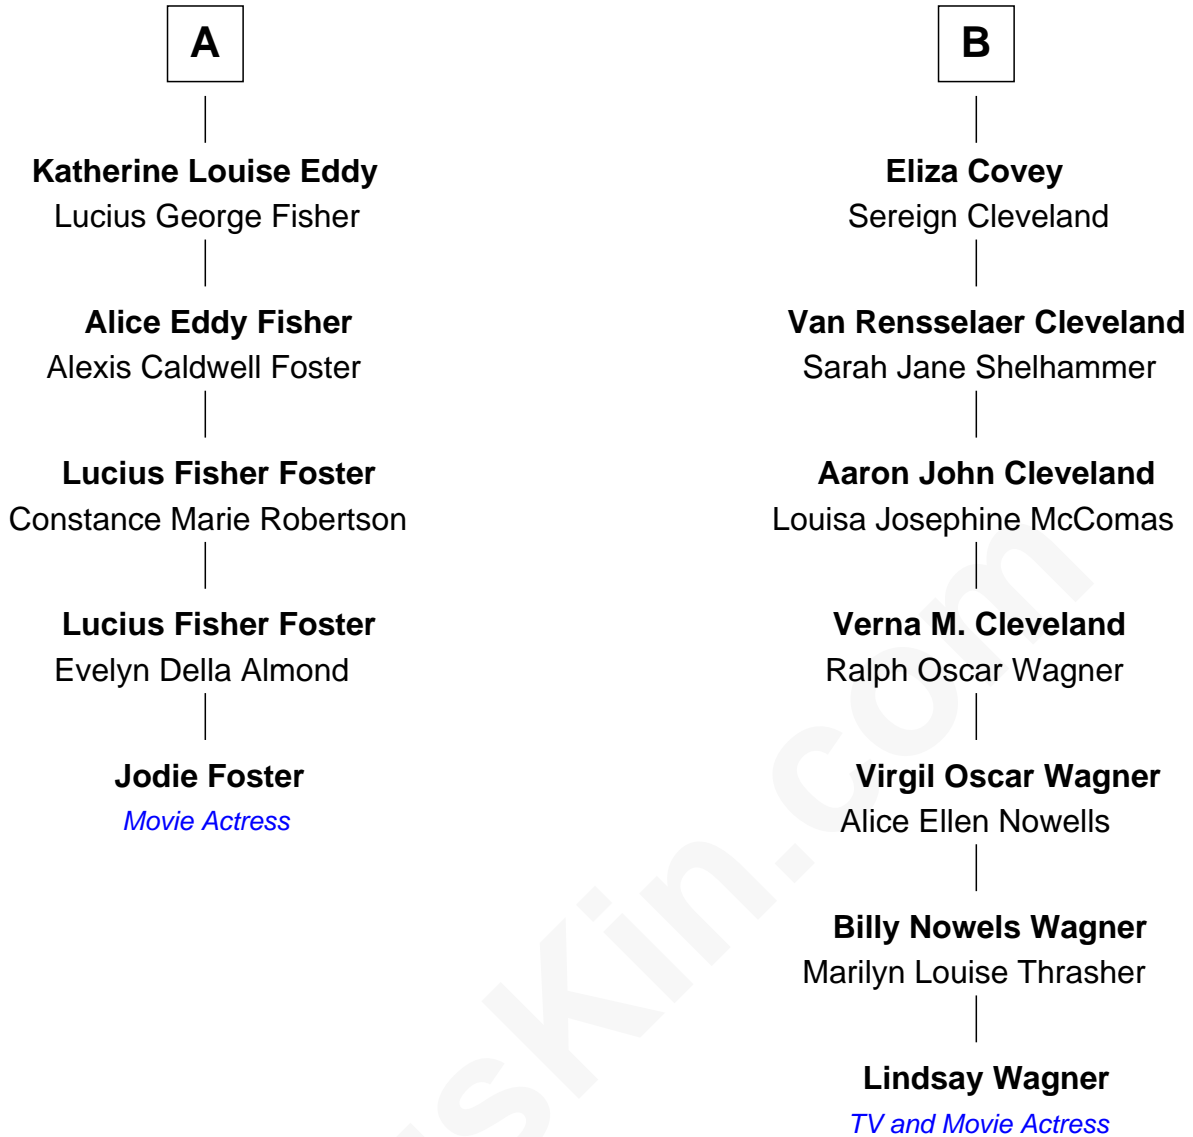 A
Katherine Louise Eddy
Lucius George Fisher
Alice Eddy Fisher
Alexis Caldwell Foster
Lucius Fisher Foster
Constance Marie Robertson
Lucius Fisher Foster
Evelyn Della Almond
Jodie Foster
Movie Actress
B
Eliza Covey
Sereign Cleveland
Van Rensselaer Cleveland
Sarah Jane Shelhammer
Aaron John Cleveland
Louisa Josephine McComas
Verna M. Cleveland
Ralph Oscar Wagner
Virgil Oscar Wagner
Alice Ellen Nowells
Billy Nowels Wagner
Marilyn Louise Thrasher
Lindsay Wagner
TV and Movie Actress
sKin.com